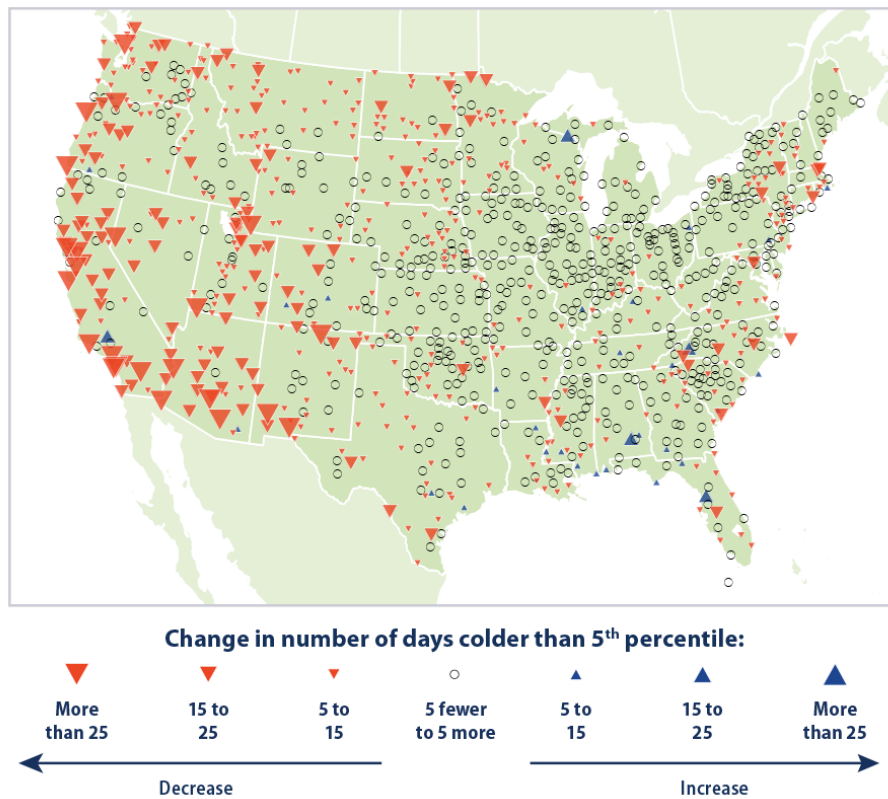 Change in number of days colder than 5th percentile:
More than 25
15 to 25
5 to 15
5 fewer to 5 more
5 to 15
15 to 25
More than 25
Decrease
Increase